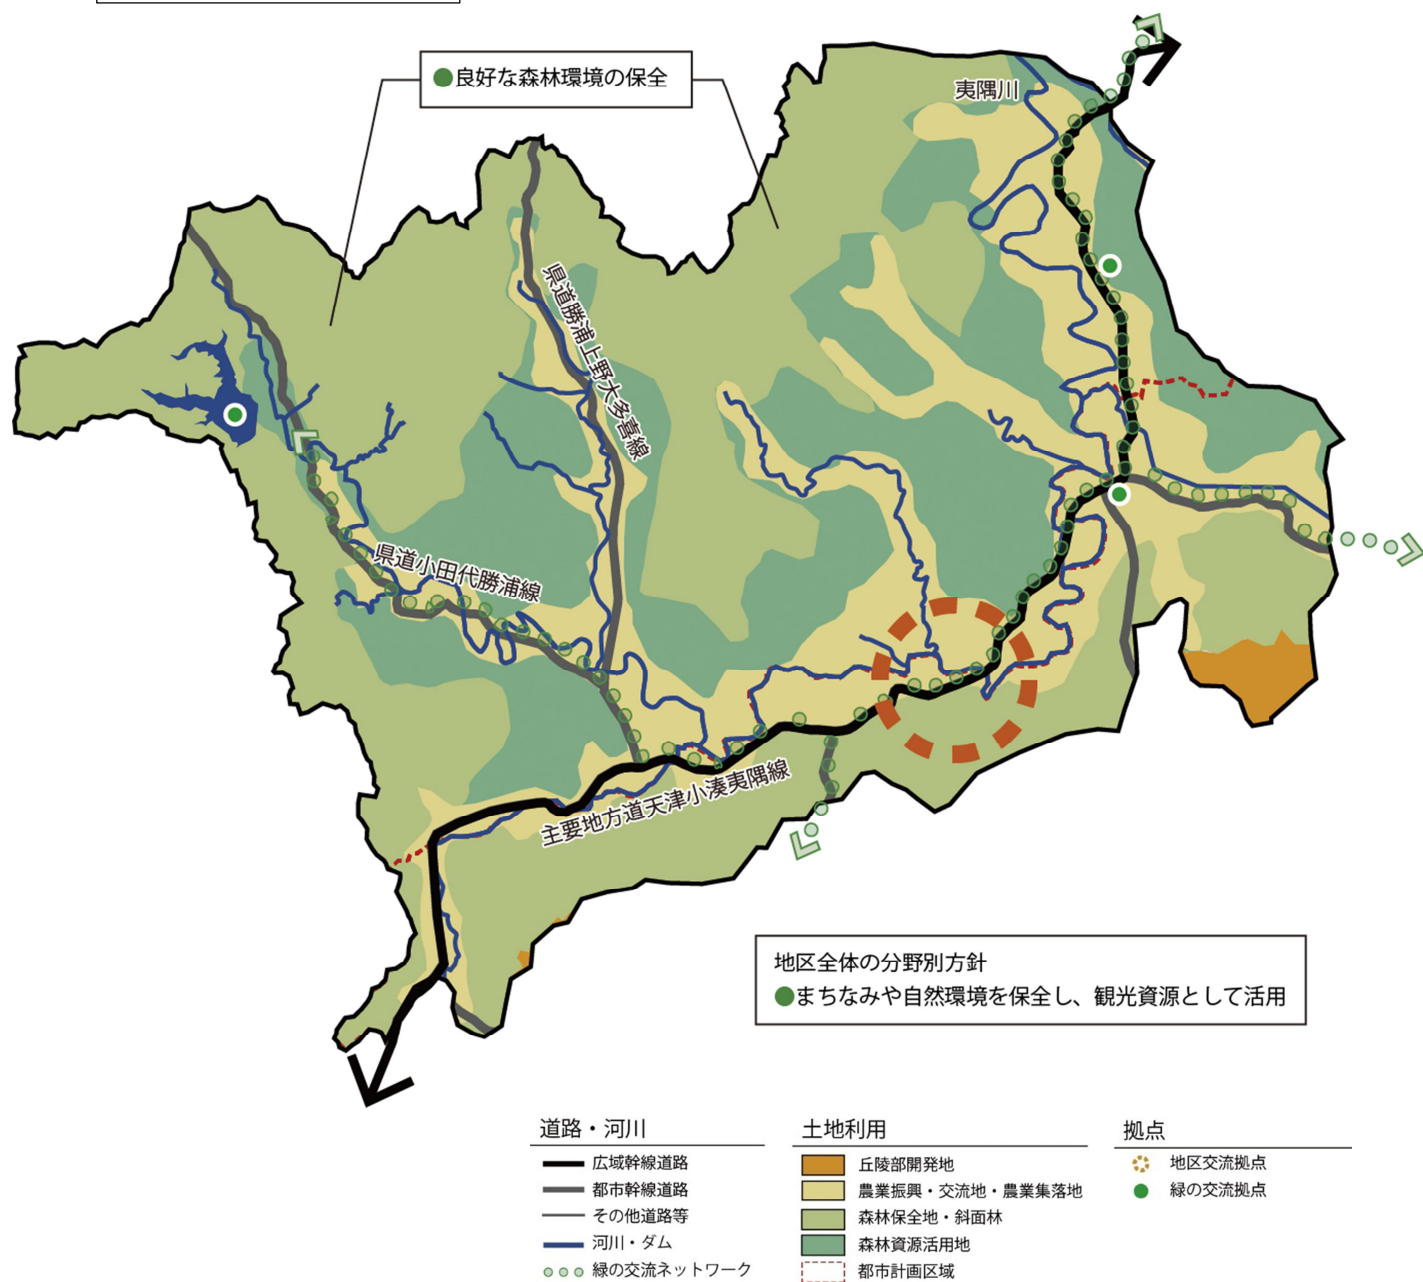 ●良好な森林環境の保全
夷隅川
県道勝浦上野大多喜線
県道小田代勝浦線
主要地方道天津小湊夷隅線
地区全体の分野別方針
●まちなみや自然環境を保全し、観光資源として活用
道路・河川
広域幹線道路
都市幹線道路
その他道路等
河川・ダム
緑の交流ネットワーク
土地利用
丘陵部開発地
農業振興・交流地・農業集落地
森林保全地・斜面林
森林資源活用地
都市計画区域
拠点
地区交流拠点
緑の交流拠点